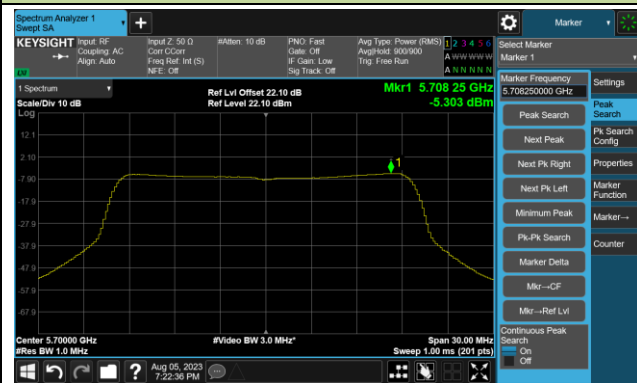 Spectrum Analyzer 1
Swept SA
+
Marker
KEYSIGHT
Input: RF
Coupling: AC
Align: Auto
Input Z: 50 Ω
Corr CCorr
Freq Ref: Int (S)
NFE: Off
#Atten: 10 dB
PNO: Fast
Gate: Off
IF Gain: Low
Sig Track: Off
Avg Type: Power (RMS)
Avg|Hold: 900/900
Trig: Free Run
1 2 3 4 5 6
A W W W W W
A N N N N N
LXI
Select Marker
Marker 1
1 Spectrum
Scale/Div 10 dB
Log
Ref Lvl Offset 22.10 dB
Ref Level 22.10 dBm
Mkr1 5.708 25 GHz
-5.303 dBm
12.1
2.10
-7.90
-17.9
-27.9
-37.9
-47.9
-57.9
-67.9
1
Center 5.70000 GHz
#Res BW 1.0 MHz
#Video BW 3.0 MHz*
Span 30.00 MHz
Sweep 1.00 ms (201 pts)
Marker Frequency
5.708250000 GHz
Peak Search
Next Peak
Next Pk Right
Next Pk Left
Minimum Peak
Pk-Pk Search
Marker Delta
Mkr→CF
Mkr→Ref Lvl
Continuous Peak
Search
On
Off
Settings
Peak
Search
Pk Search
Config
Properties
Marker
Function
Marker→
Counter
?
Aug 05, 2023
7:22:36 PM